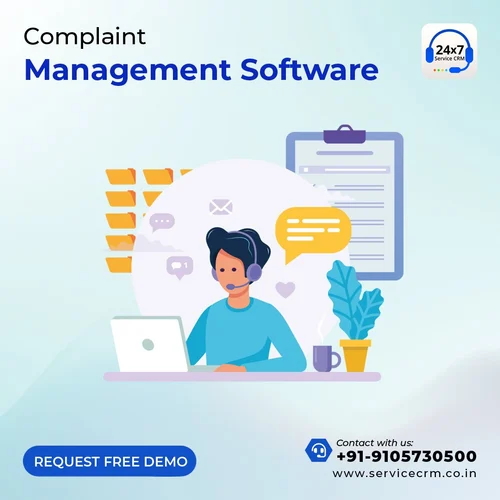 Complaint
Management Software
24x7
Service CRM
REQUEST FREE DEMO
Contact with us:
+91-9105730500
www.servicecrm.co.in